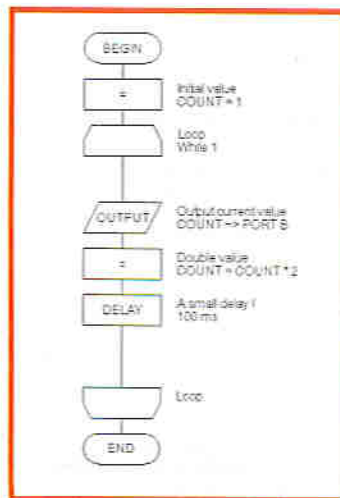 BEGIN
=
Initial value
COUNT = 1
Loop
While 1
OUTPUT
Output current value
COUNT -> PORT B
=
Double value
COUNT = COUNT * 2
DELAY
A small delay
100 ms
Loop
END